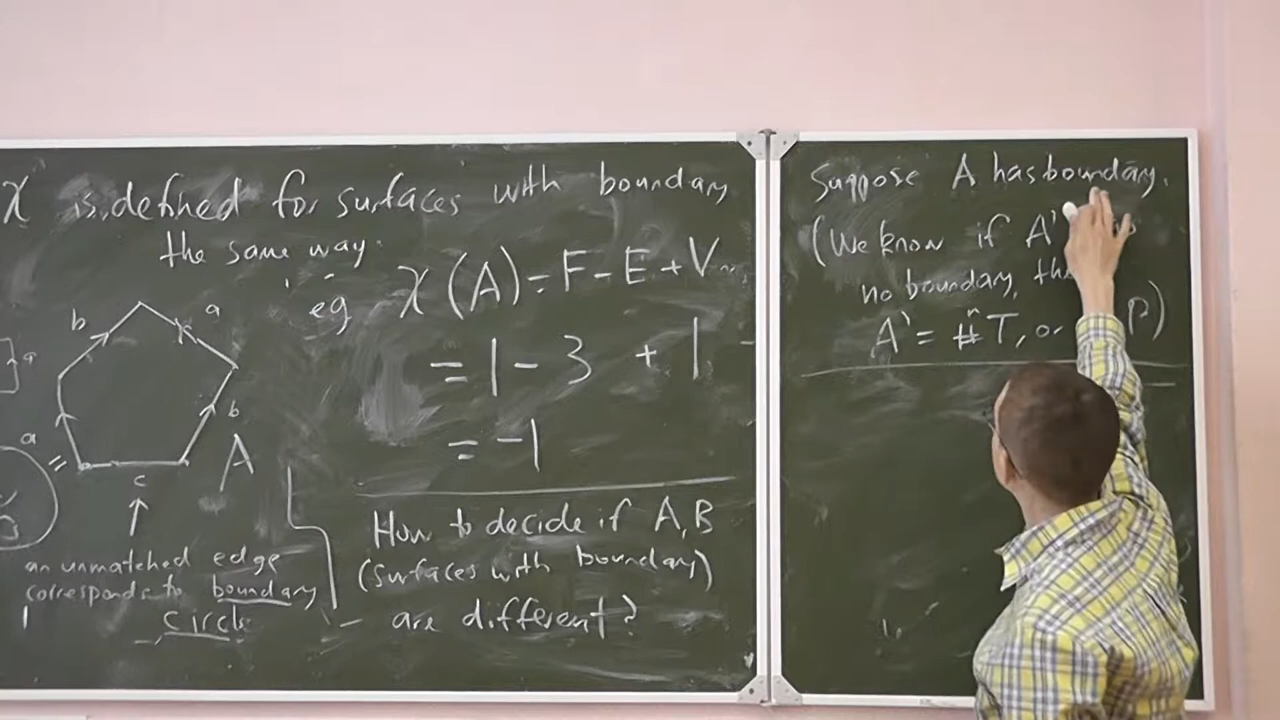 χ is defined for surfaces with boundary
the same way.
eg χ(A) = F - E + V
= 1 - 3 + 1
= -1
b
a
a
b
a
=
c
A
an unmatched edge
corresponds to boundary
circle
How to decide if A, B
(surfaces with boundary)
are different?
Suppose A has boundary.
(We know if A'
no boundary, the
A' = #ⁿT, or P)